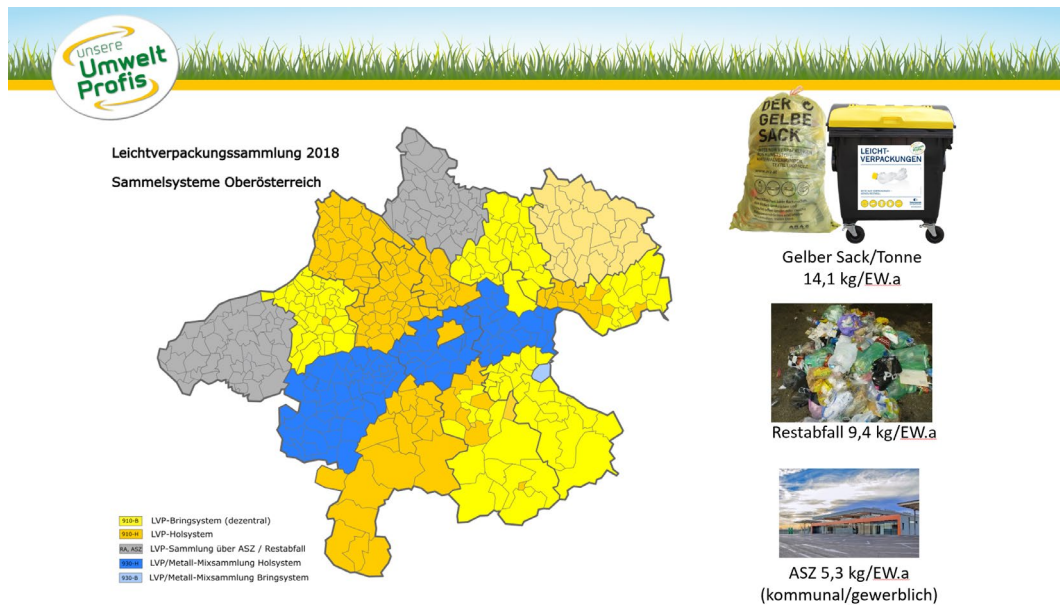 unsere
Umwelt
Profis
Leichtverpackungssammlung 2018
Sammelsysteme Oberösterreich
910-B LVP-Bringsystem (dezentral)
910-H LVP-Holsystem
RA, ASZ LVP-Sammlung über ASZ / Restabfall
930-H LVP/Metall-Mixsammlung Holsystem
930-B LVP/Metall-Mixsammlung Bringsystem
DER
GELBE
SACK
LEICHT-
VERPACKUNGEN
Gelber Sack/Tonne
14,1 kg/EW.a
Restabfall 9,4 kg/EW.a
ASZ 5,3 kg/EW.a
(kommunal/gewerblich)